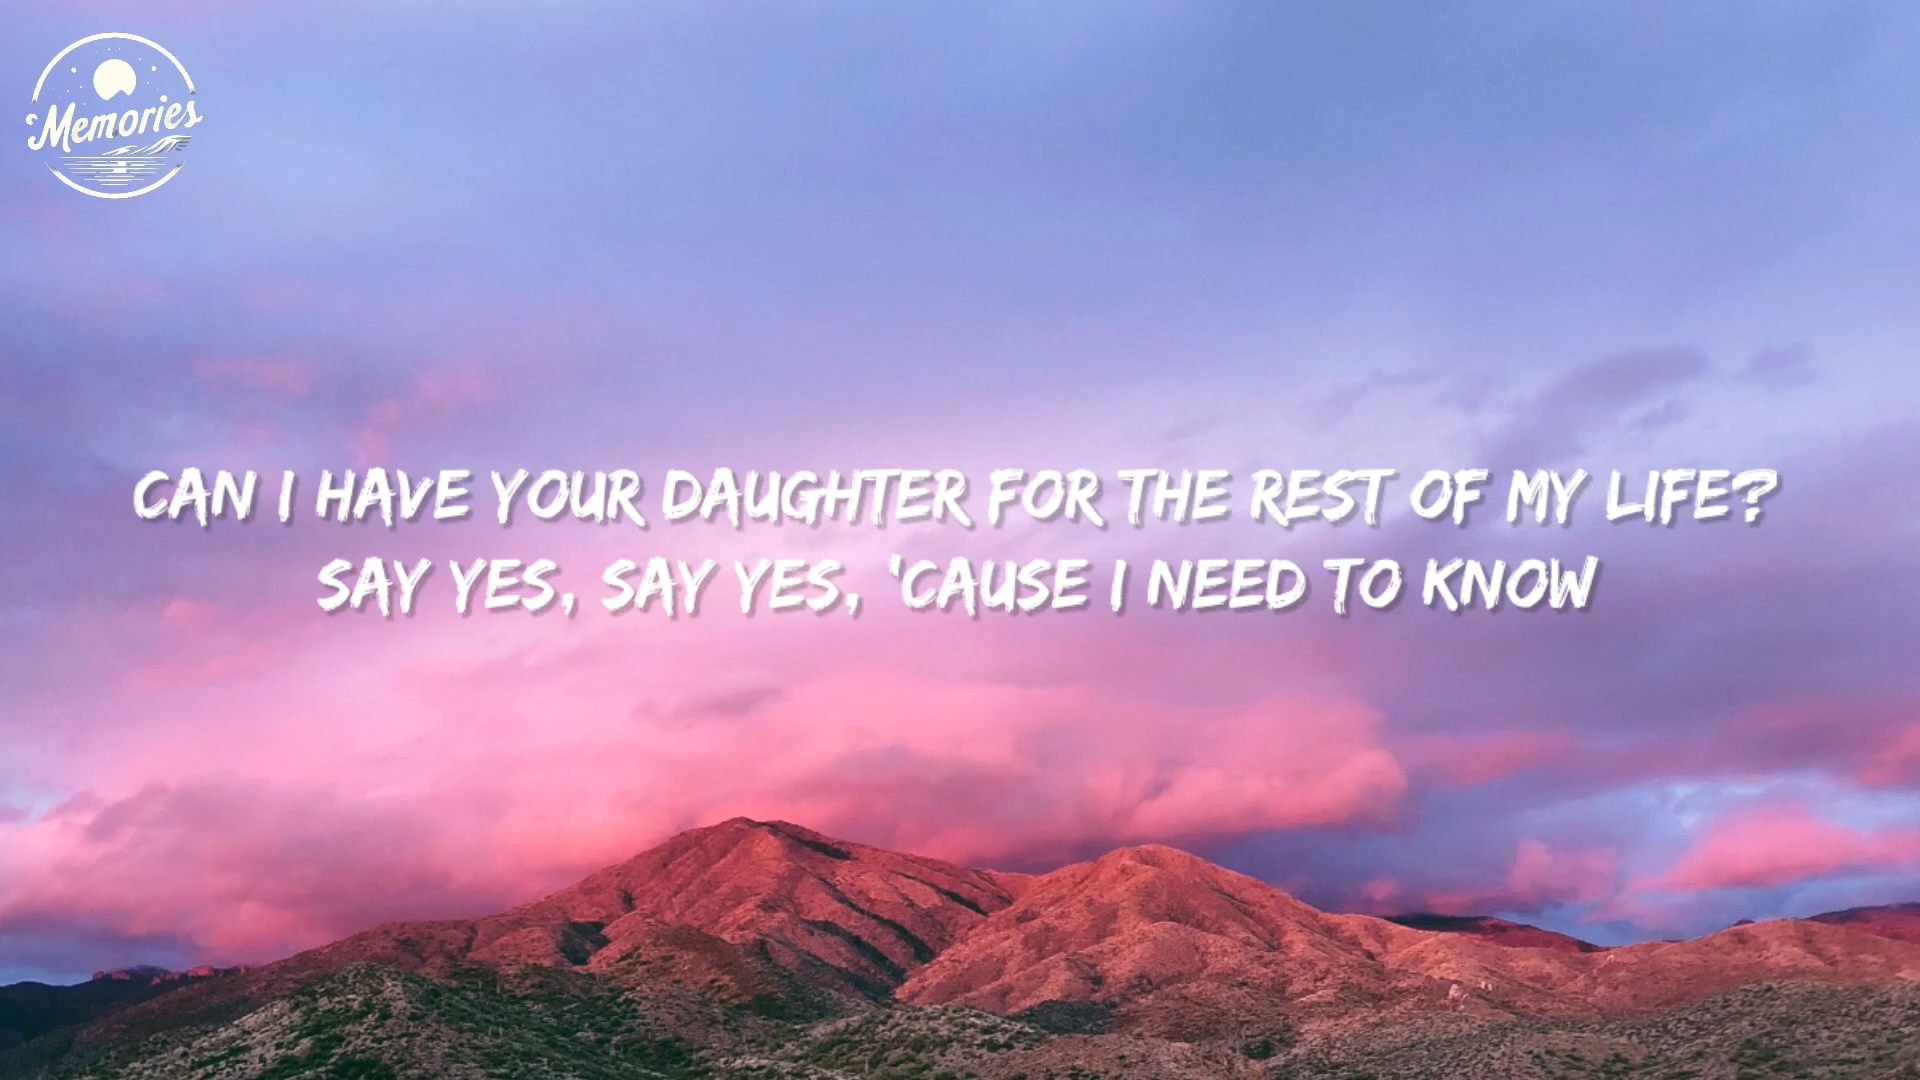 Memories
CAN I HAVE YOUR DAUGHTER FOR THE REST OF MY LIFE?
SAY YES, SAY YES, 'CAUSE I NEED TO KNOW